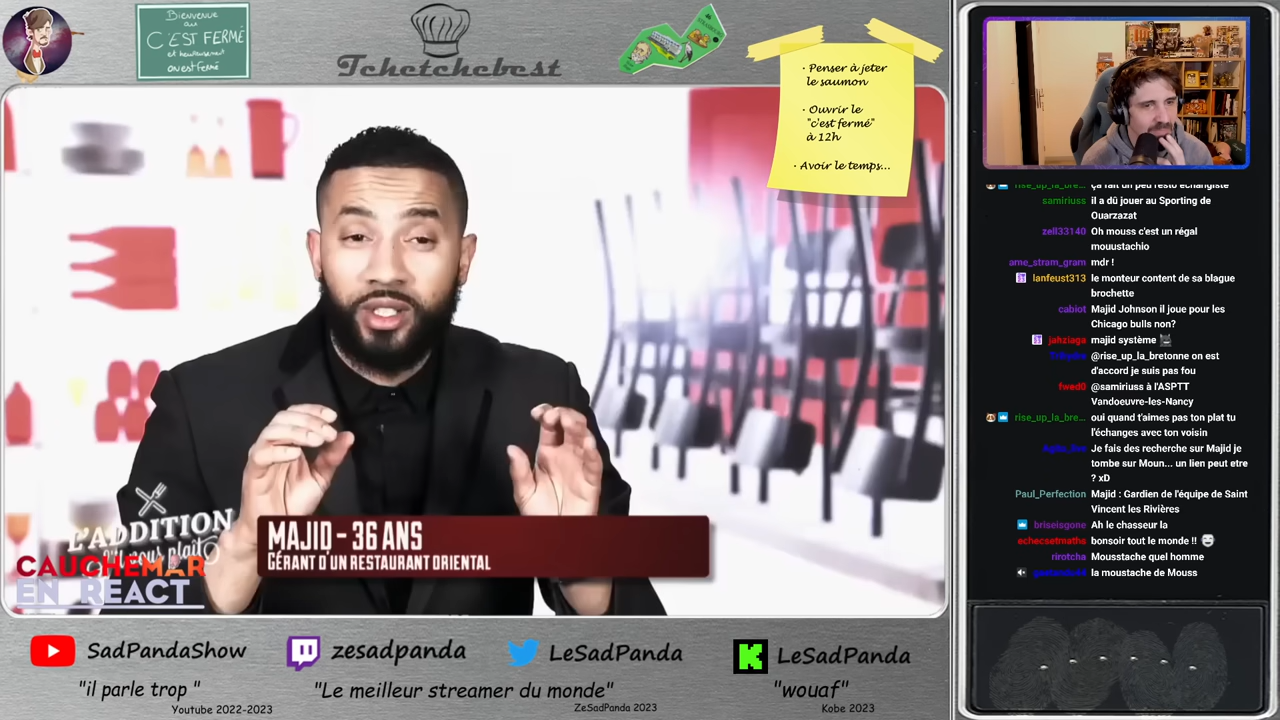 Bienvenue
au
C'EST FERMÉ
et heureusement
on est fermé
Tchetchebest
· Penser à jeter
le saumon
· Ouvrir le
"c'est fermé"
à 12h
· Avoir le temps...
L'ADDITION
s'il vous plaît
CAUCHEMAR
EN REACT
MAJID - 36 ANS
GÉRANT D'UN RESTAURANT ORIENTAL
SadPandaShow
zesadpanda
LeSadPanda
LeSadPanda
"il parle trop "
Youtube 2022-2023
"Le meilleur streamer du monde"
ZeSadPanda 2023
"wouaf"
Kobe 2023
rise_up_la_bre... ça fait un peu resto échangiste
samiriuss il a dû jouer au Sporting de
Ouarzazat
zell33140 Oh mouss c'est un régal
mouustachio
ame_stram_gram mdr !
lanfeust313 le monteur content de sa blague
brochette
cabiot Majid Johnson il joue pour les
Chicago bulls non?
jahziaga majid système
@rise_up_la_bretonne on est
d'accord je suis pas fou
fwed0 @samiriuss à l'ASPTT
Vandoeuvre-les-Nancy
rise_up_la_bre... oui quand t'aimes pas ton plat tu
l'échanges avec ton voisin
Je fais des recherche sur Majid je
tombe sur Moun... un lien peut etre
? xD
Paul_Perfection Majid : Gardien de l'équipe de Saint
Vincent les Rivières
briseisgone Ah le chasseur la
echecsetmaths bonsoir tout le monde !!
rirotcha Mousstache quel homme
la moustache de Mouss